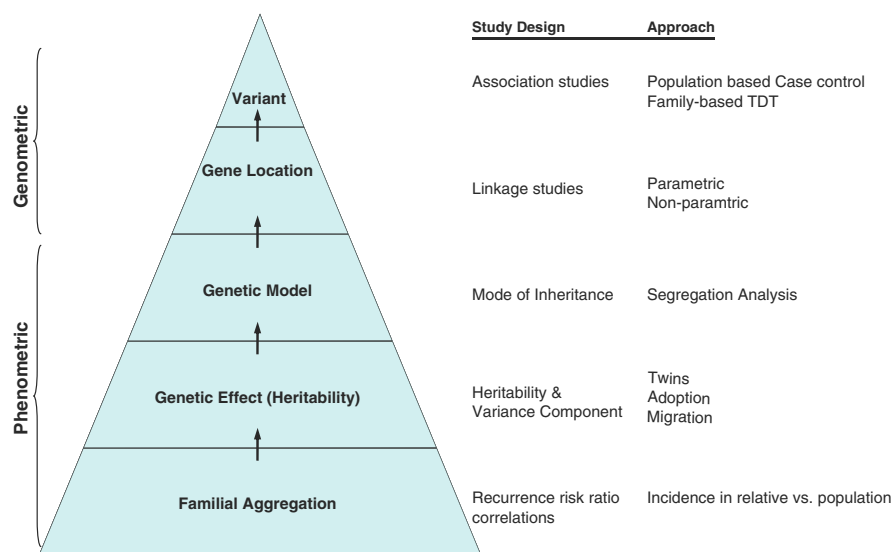 Study Design Approach
Variant
Association studies Population based Case control
Family-based TDT
Genometric
Gene Location
Linkage studies Parametric
Non-paramtric
Genetic Model
Mode of Inheritance Segregation Analysis
Phenometric
Genetic Effect (Heritability)
Heritability &
Variance Component
Twins
Adoption
Migration
Familial Aggregation
Recurrence risk ratio
correlations
Incidence in relative vs. population